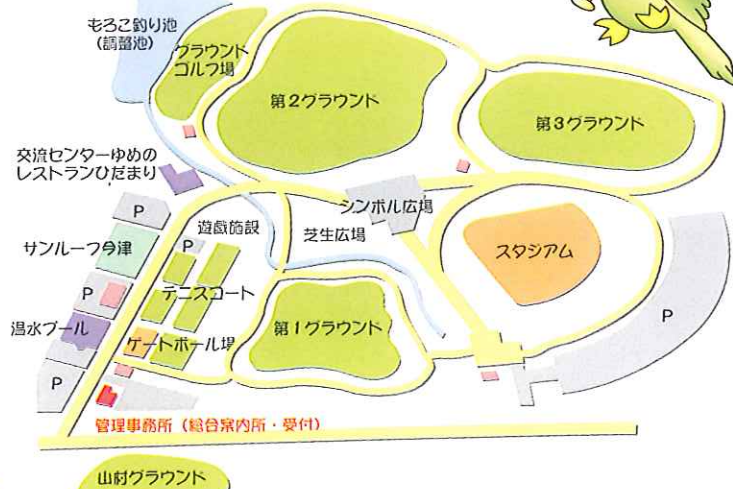 もろこ釣り池
(調整池)
グラウンド
ゴルフ場
第2グラウンド
第3グラウンド
交流センターゆめの
レストランひだまり
P
シンボル広場
遊戯施設
芝生広場
サンルーフ今津
P
スタジアム
P
テニスコート
P
温水プール
第1グラウンド
ゲートボール場
P
管理事務所（総合案内所・受付）
山村グラウンド